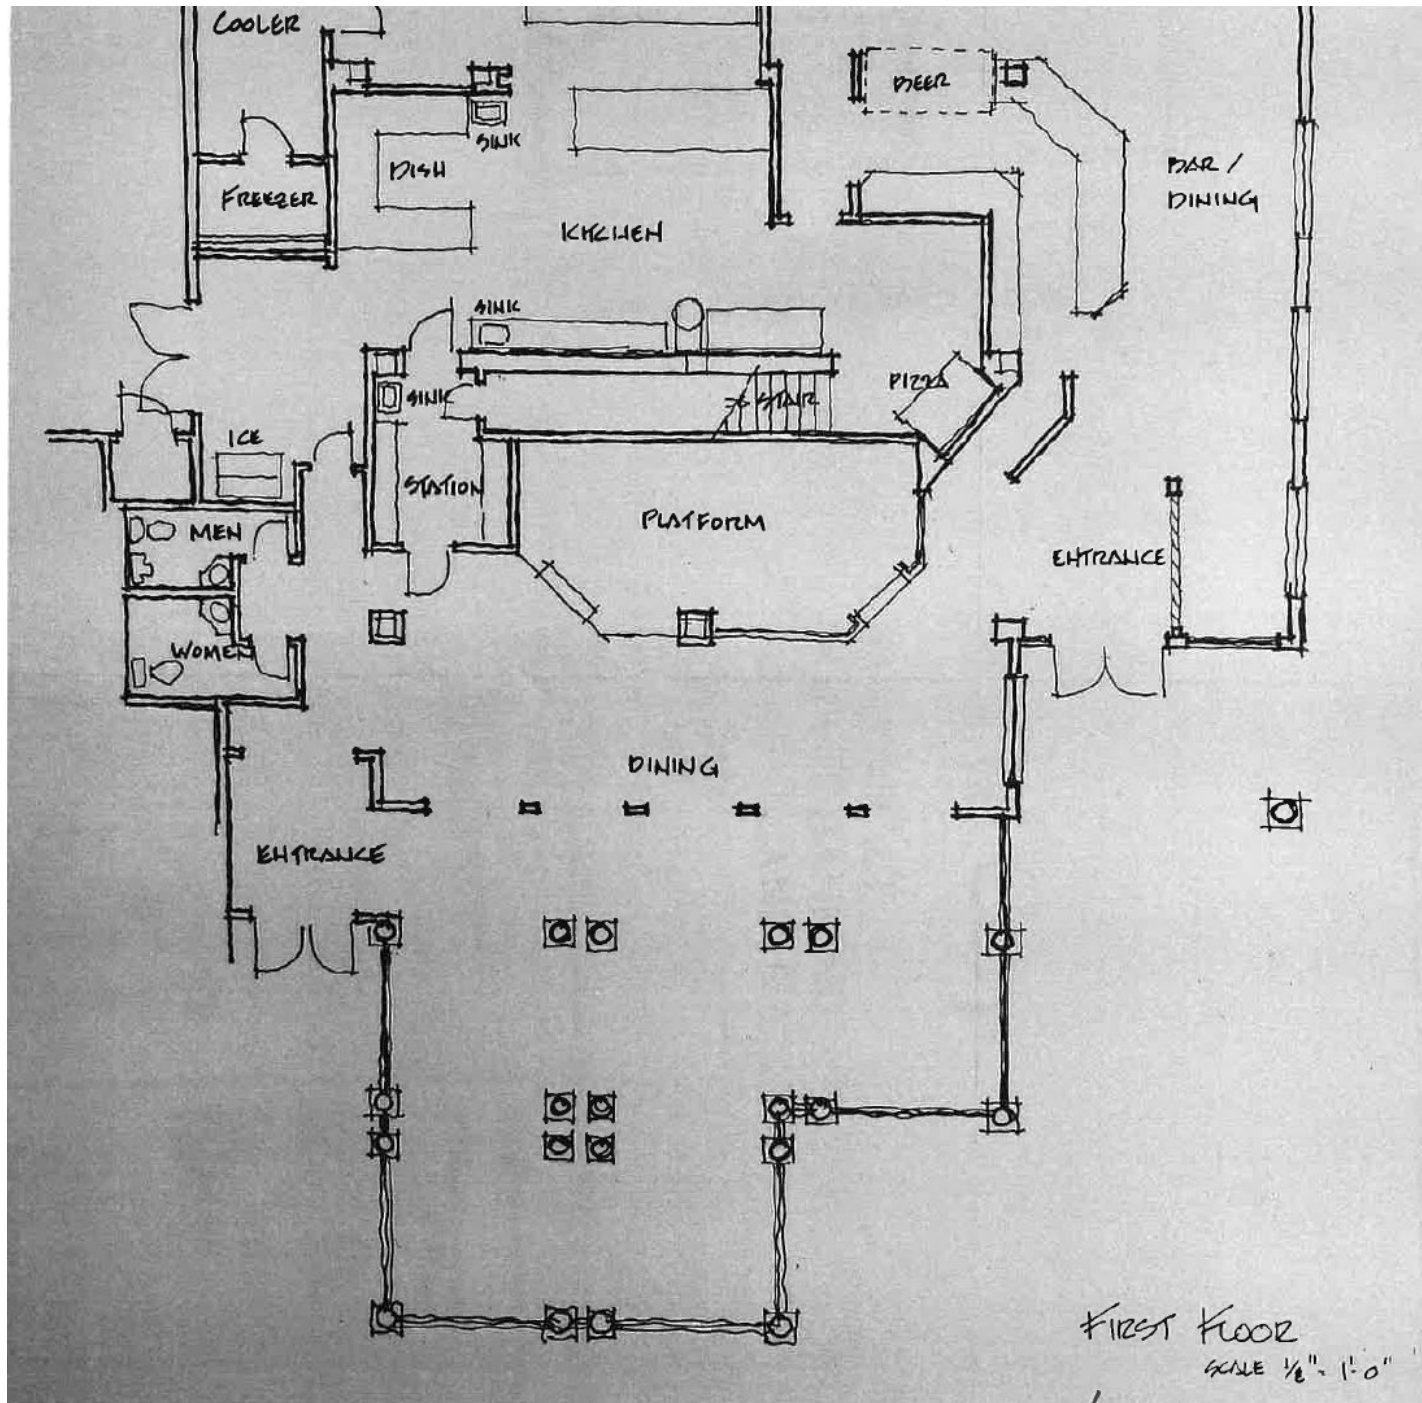 COOLER
BEER
SINK
DISH
BAR /
DINING
FREEZER
KITCHEN
SINK
PIZZA
SINK
STAIR
ICE
STATION
MEN
PLATFORM
ENTRANCE
WOMEN
DINING
ENTRANCE
FIRST FLOOR
SCALE 1/8" = 1'-0"